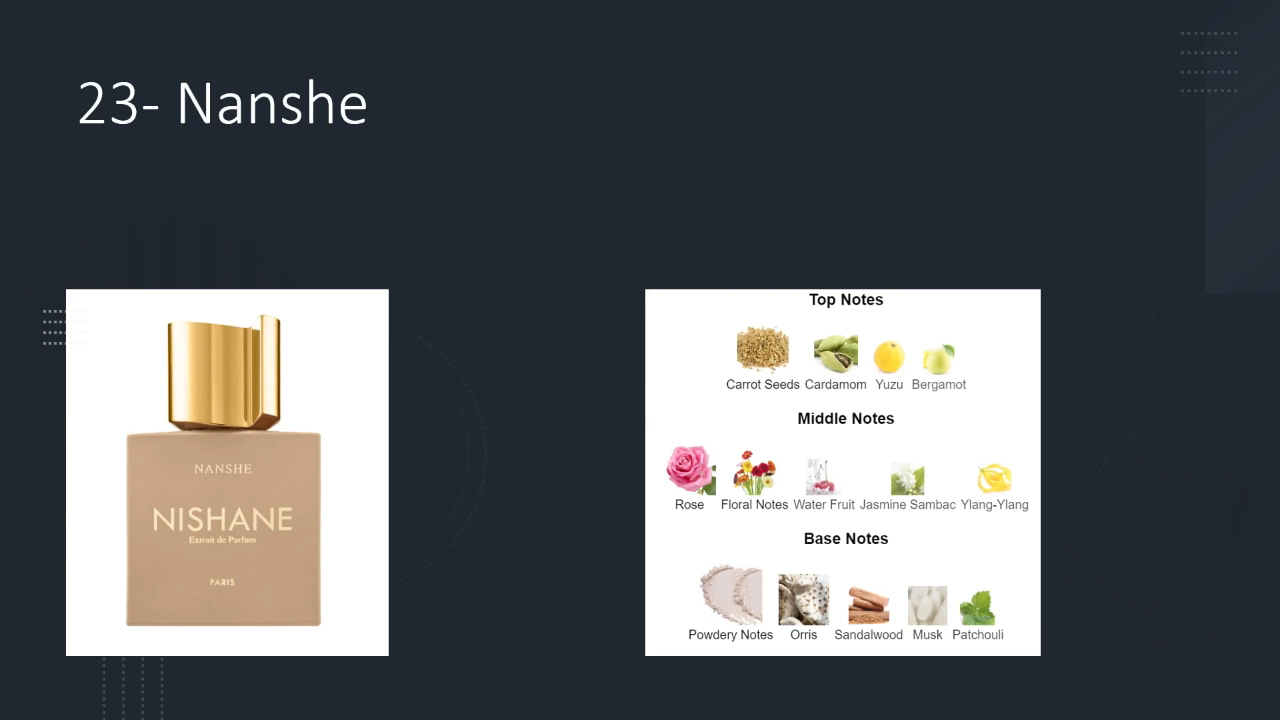 23- Nanshe
NANSHE
NISHANE
Extrait de Parfum
PARIS
Top Notes
Carrot Seeds Cardamom Yuzu Bergamot
Middle Notes
Rose Floral Notes Water Fruit Jasmine Sambac Ylang-Ylang
Base Notes
Powdery Notes Orris Sandalwood Musk Patchouli